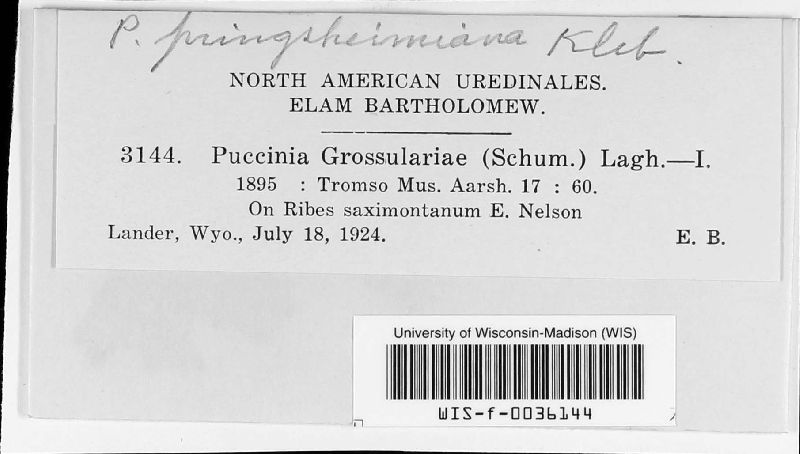 P. pringsheimiana Kleb.
NORTH AMERICAN UREDINALES.
ELAM BARTHOLOMEW.
3144. Puccinia Grossulariae (Schum.) Lagh.—I.
1895 : Tromso Mus. Aarsh. 17 : 60.
On Ribes saximontanum E. Nelson
Lander, Wyo., July 18, 1924. E. B.
University of Wisconsin-Madison (WIS)
WIS-f-0036144